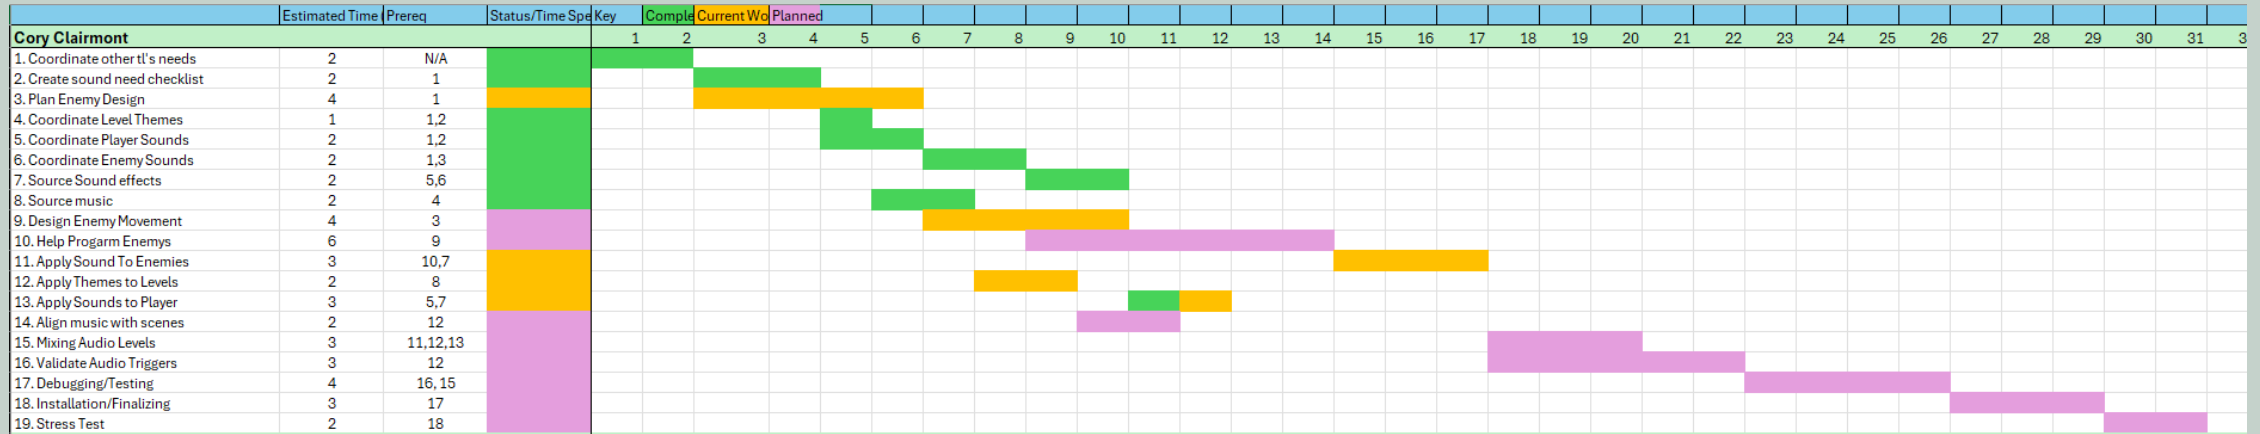 Estimated Time ( Prereq Status/Time Spe Key Comple Current Wo Planned
Cory Clairmont 1 2 3 4 5 6 7 8 9 10 11 12 13 14 15 16 17 18 19 20 21 22 23 24 25 26 27 28 29 30 31 3
1. Coordinate other tl's needs 2 N/A
2. Create sound need checklist 2 1
3. Plan Enemy Design 4 1
4. Coordinate Level Themes 1 1,2
5. Coordinate Player Sounds 2 1,2
6. Coordinate Enemy Sounds 2 1,3
7. Source Sound effects 2 5,6
8. Source music 2 4
9. Design Enemy Movement 4 3
10. Help Progarm Enemys 6 9
11. Apply Sound To Enemies 3 10,7
12. Apply Themes to Levels 2 8
13. Apply Sounds to Player 3 5,7
14. Align music with scenes 2 12
15. Mixing Audio Levels 3 11,12,13
16. Validate Audio Triggers 3 12
17. Debugging/Testing 4 16, 15
18. Installation/Finalizing 3 17
19. Stress Test 2 18